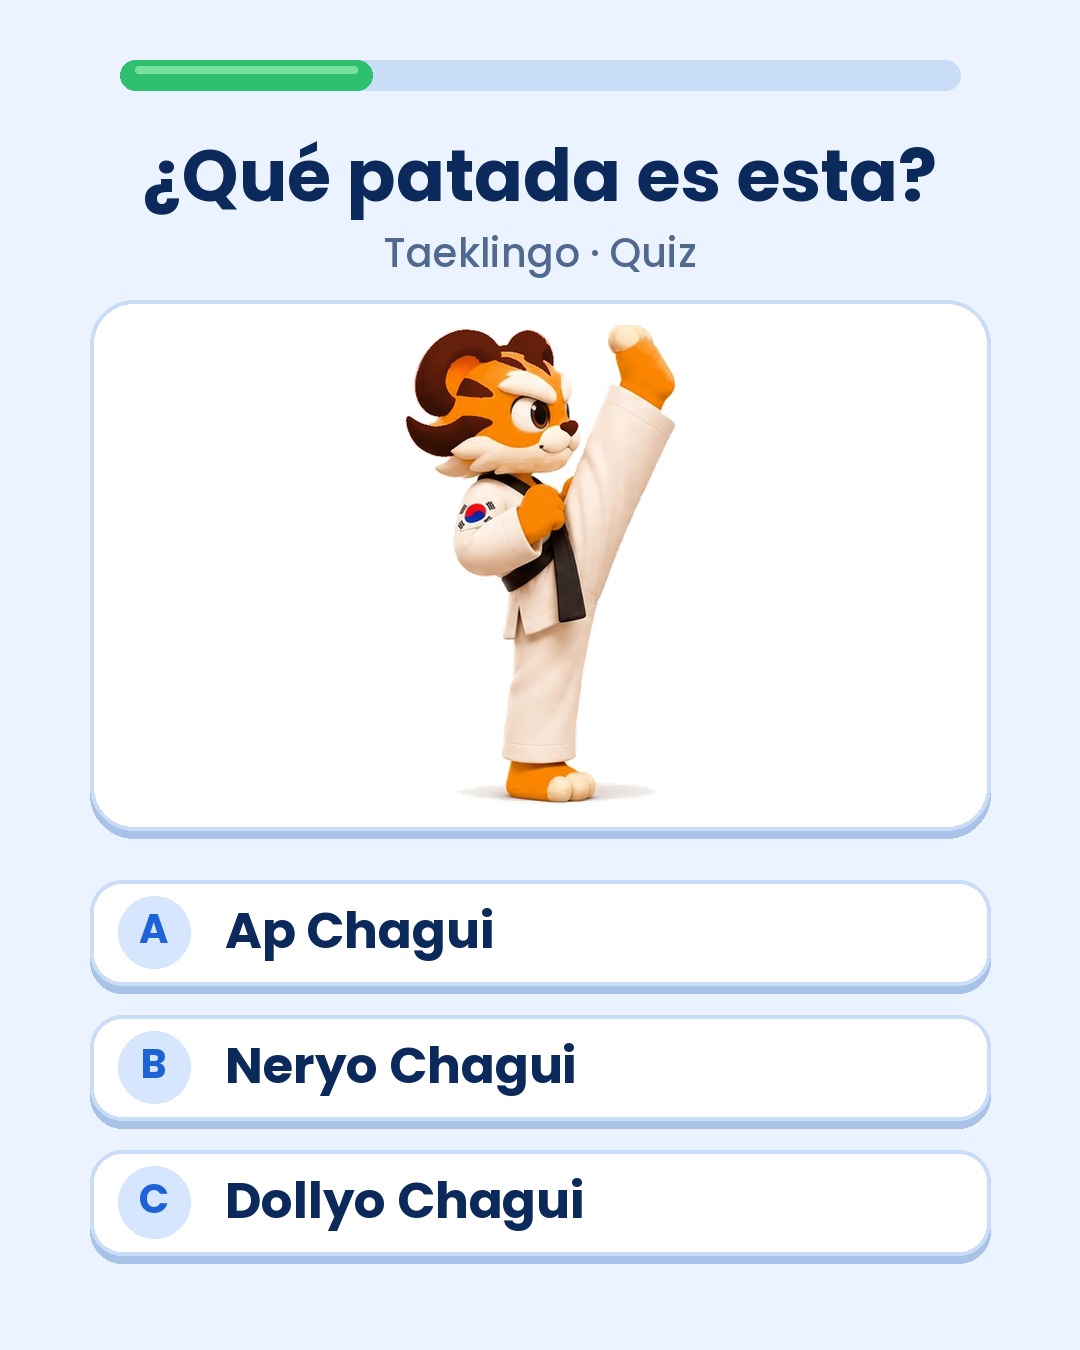 ¿Qué patada es esta?
Taeklingo · Quiz
A Ap Chagui
B Neryo Chagui
C Dollyo Chagui